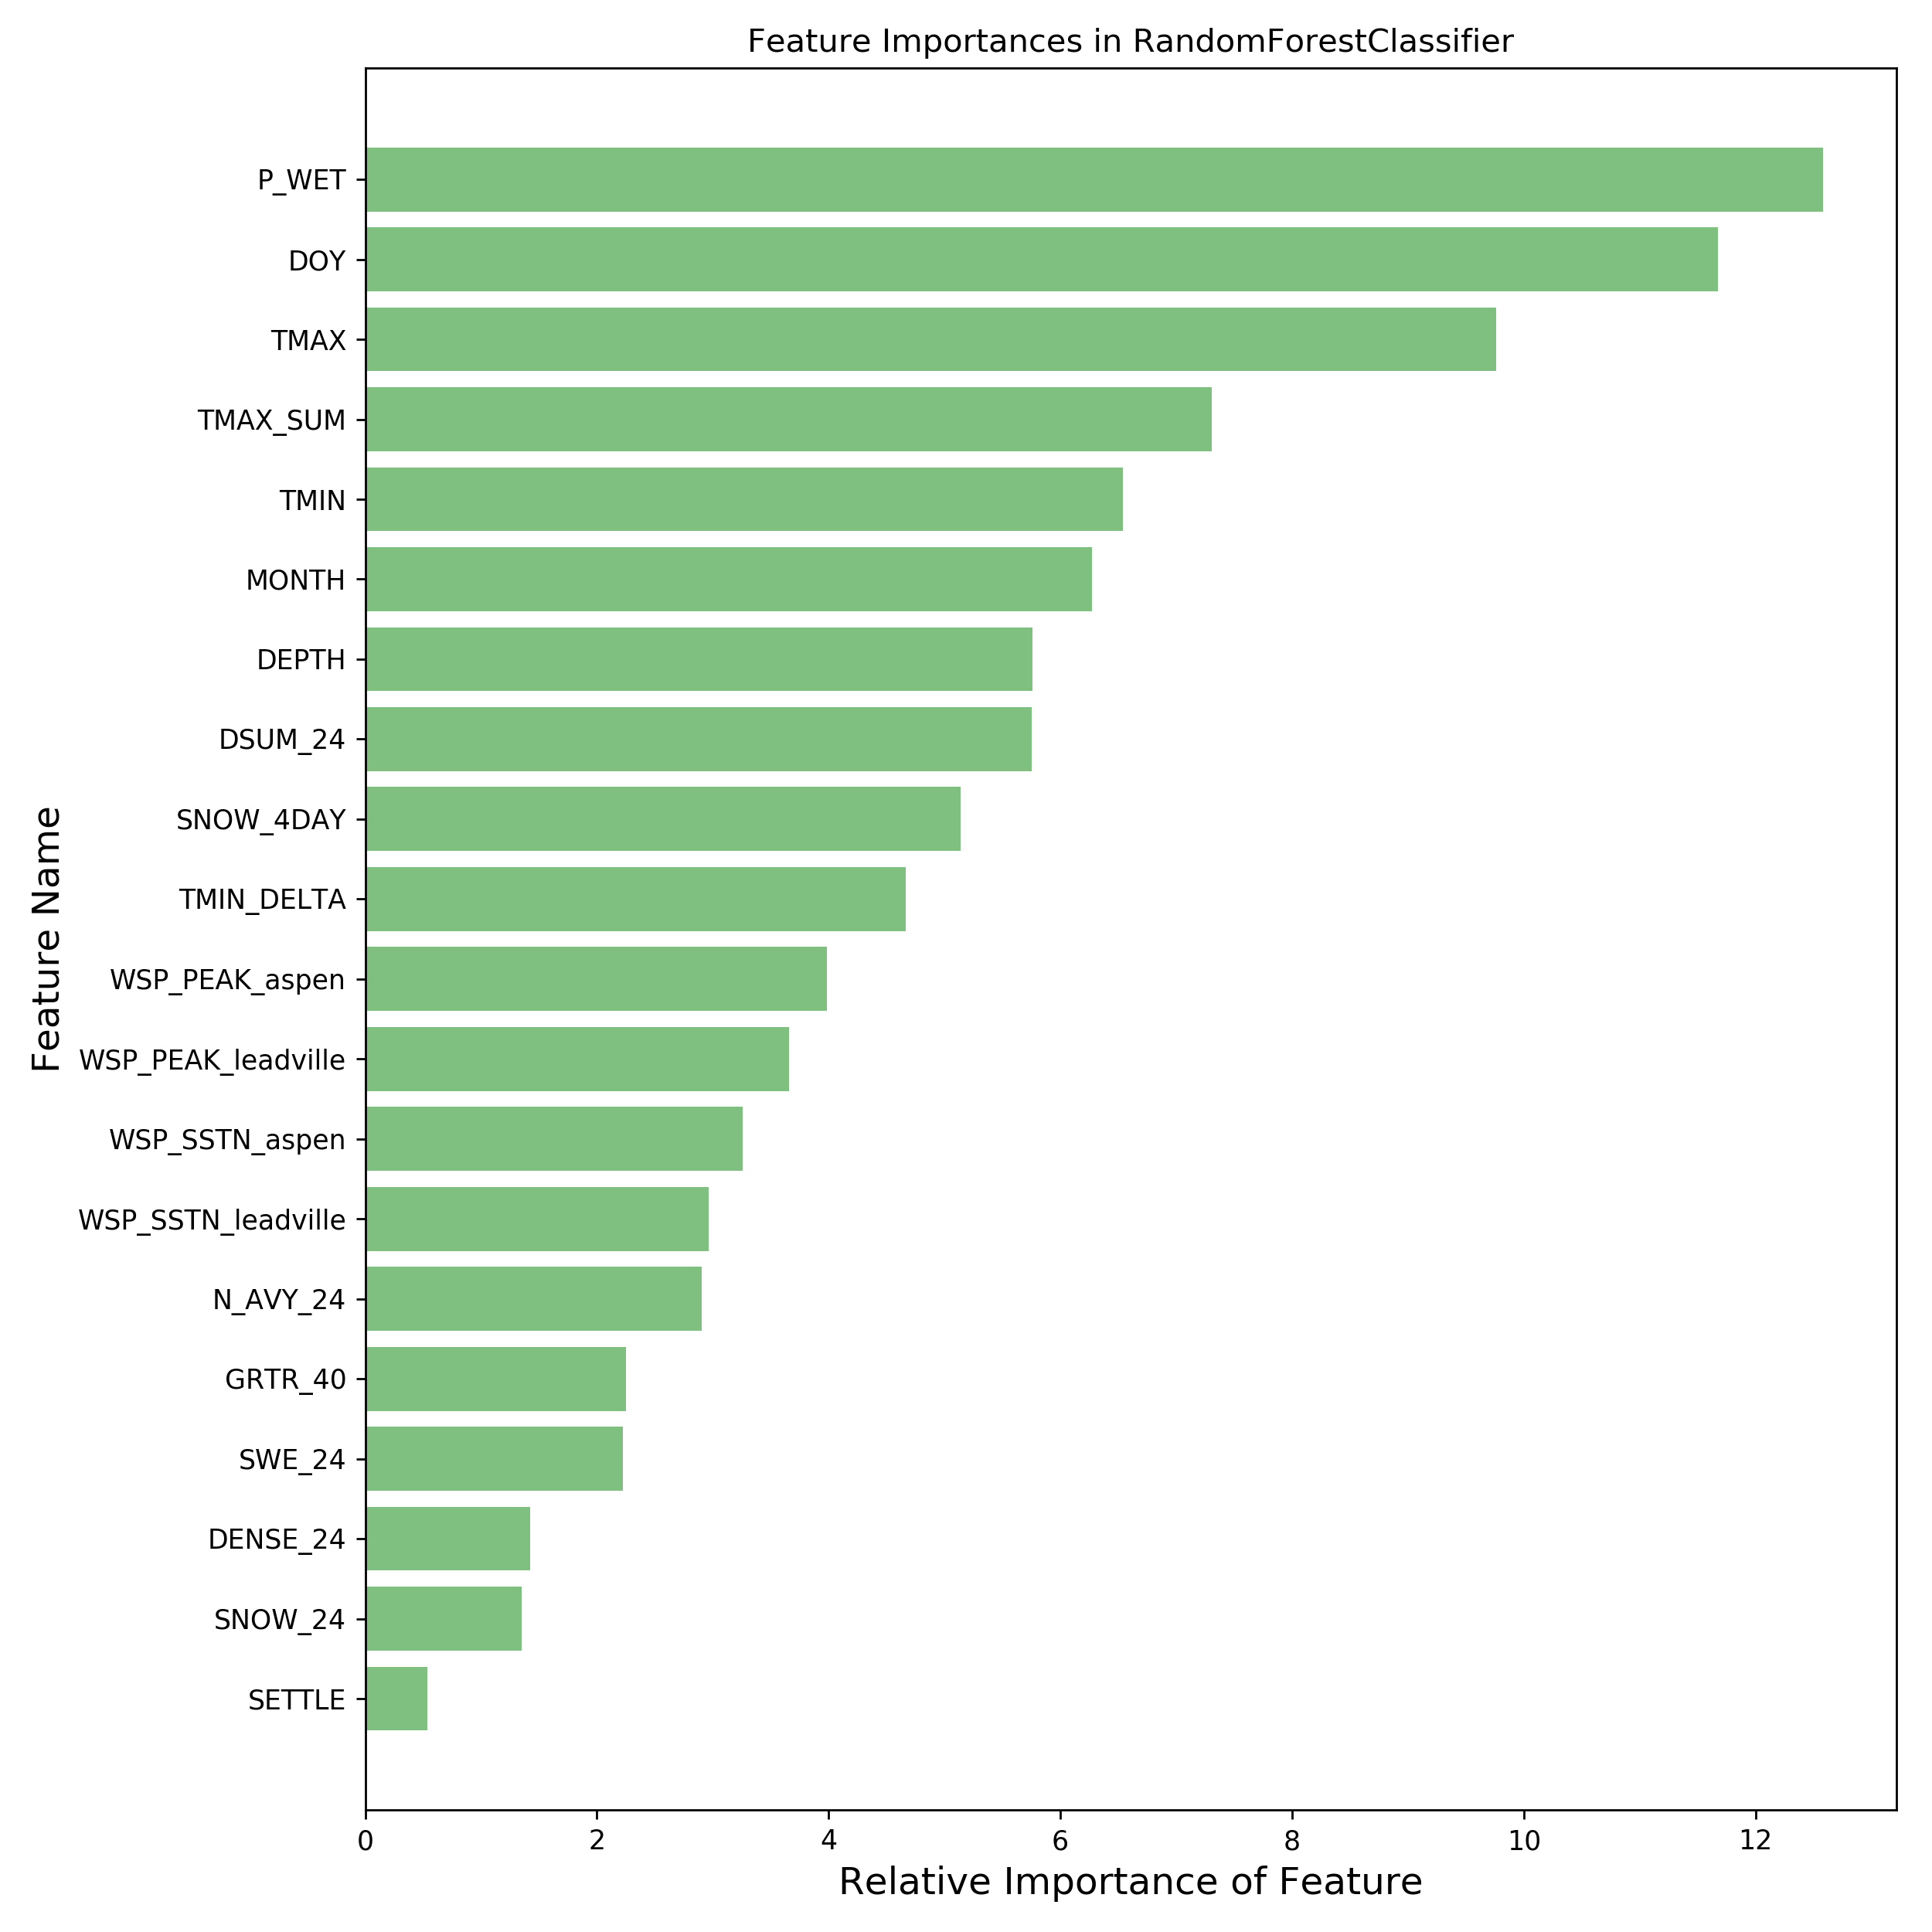 Feature Importances in RandomForestClassifier
P_WET
DOY
TMAX
TMAX_SUM
TMIN
MONTH
DEPTH
DSUM_24
SNOW_4DAY
TMIN_DELTA
WSP_PEAK_aspen
WSP_PEAK_leadville
WSP_SSTN_aspen
WSP_SSTN_leadville
N_AVY_24
GRTR_40
SWE_24
DENSE_24
SNOW_24
SETTLE
Feature Name
0 2 4 6 8 10 12
Relative Importance of Feature